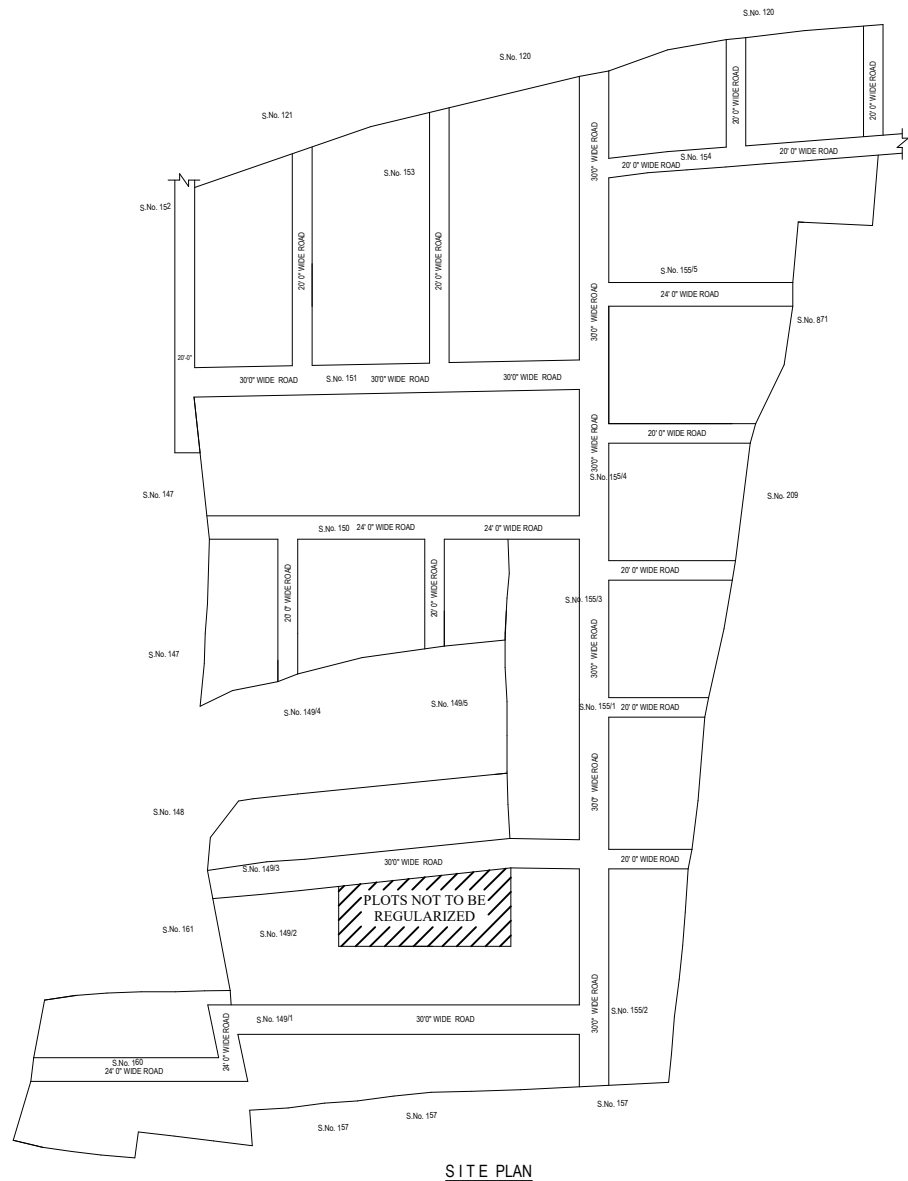 S.No. 120
S.No. 120
S.No. 121
20' 0" WIDE ROAD
20' 0" WIDE ROAD
30'0" WIDE ROAD
20' 0" WIDE ROAD
S.No. 154
20' 0" WIDE ROAD
S.No. 153
S.No. 152
20' 0" WIDE ROAD
20' 0" WIDE ROAD
S.No. 155/5
24' 0" WIDE ROAD
30'0" WIDE ROAD
S.No. 871
20'-0"
30'0" WIDE ROAD
S.No. 151
30'0" WIDE ROAD
30'0" WIDE ROAD
20' 0" WIDE ROAD
30'0" WIDE ROAD
S.No. 155/4
S.No. 147
S.No. 209
S.No. 150
24' 0" WIDE ROAD
24' 0" WIDE ROAD
20' 0" WIDE ROAD
20' 0" WIDE ROAD
20' 0" WIDE ROAD
S.No. 155/3
30'0" WIDE ROAD
S.No. 147
S.No. 149/4
S.No. 149/5
S.No. 155/1
20' 0" WIDE ROAD
30'0" WIDE ROAD
S.No. 148
30'0" WIDE ROAD
20' 0" WIDE ROAD
S.No. 149/3
PLOTS NOT TO BE
REGULARIZED
S.No. 161
S.No. 149/2
30'0" WIDE ROAD
S.No. 155/2
24' 0" WIDE ROAD
S.No. 149/1
30'0" WIDE ROAD
S.No. 160
24' 0" WIDE ROAD
S.No. 157
S.No. 157
S.No. 157
SITE PLAN